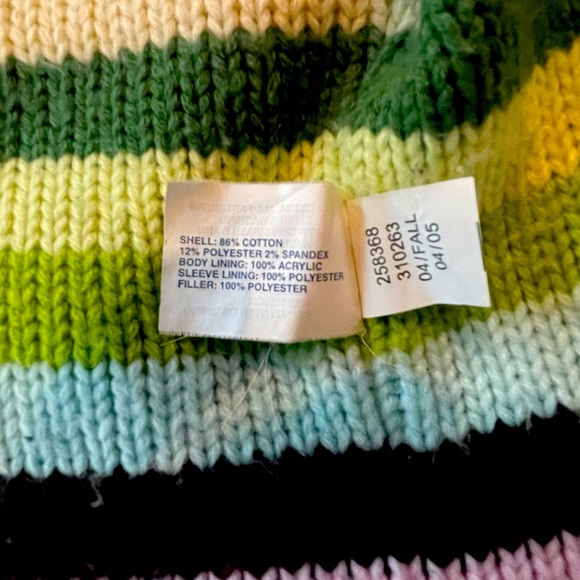 SHELL: 86% COTTON
12% POLYESTER 2% SPANDEX
BODY LINING: 100% ACRYLIC
SLEEVE LINING: 100% POLYESTER
FILLER: 100% POLYESTER
258368
310263
04/FALL
04/05